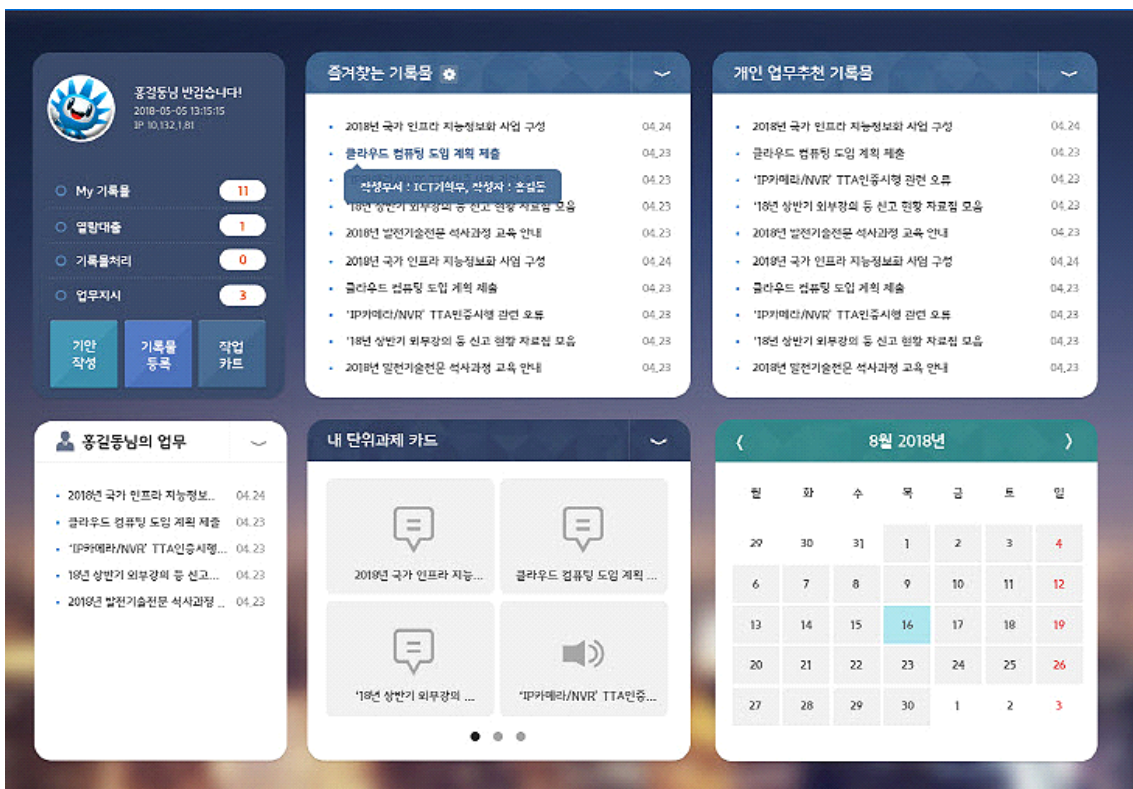 홍길동님 반갑습니다!
2018-05-05 13:15:15
IP 10,132,1,81
My 기록물 11
열람대출 1
기록물처리 0
업무지시 3
기안
작성
기록물
등록
작업
카드
즐겨찾는 기록물
2018년 국가 인프라 지능정보화 사업 구성 04.24
클라우드 컴퓨팅 도입 계획 제출 04.23
04.23
작성부서 : ICT기획부, 작성자 : 홍길동
'18년 상반기 외부강의 등 신고 현황 자료집 모음 04.23
2018년 발전기술전문 석사과정 교육 안내 04.23
2018년 국가 인프라 지능정보화 사업 구성 04.24
클라우드 컴퓨팅 도입 계획 제출 04.23
'IP카메라/NVR' TTA인증시행 관련 오류 04.23
'18년 상반기 외부강의 등 신고 현황 자료집 모음 04.23
2018년 발전기술전문 석사과정 교육 안내 04.23
개인 업무추천 기록물
2018년 국가 인프라 지능정보화 사업 구성 04.24
클라우드 컴퓨팅 도입 계획 제출 04.23
'IP카메라/NVR' TTA인증시행 관련 오류 04.23
'18년 상반기 외부강의 등 신고 현황 자료집 모음 04.23
2018년 발전기술전문 석사과정 교육 안내 04.23
2018년 국가 인프라 지능정보화 사업 구성 04.24
클라우드 컴퓨팅 도입 계획 제출 04.23
'IP카메라/NVR' TTA인증시행 관련 오류 04.23
'18년 상반기 외부강의 등 신고 현황 자료집 모음 04.23
2018년 발전기술전문 석사과정 교육 안내 04.23
홍길동님의 업무
2018년 국가 인프라 지능정보... 04.24
클라우드 컴퓨팅 도입 계획 제출 04.23
'IP카메라/NVR' TTA인증시행... 04.23
18년 상반기 외부강의 등 신고... 04.23
2018년 발전기술전문 석사과정 .. 04.23
내 단위과제 카드
2018년 국가 인프라 지능...
클라우드 컴퓨팅 도입 계획 ...
'18년 상반기 외부강의 ...
'IP카메라/NVR' TTA인증...
8월 2018년
월 화 수 목 금 토 일
29 30 31 1 2 3 4
6 7 8 9 10 11 12
13 14 15 16 17 18 19
20 21 22 23 24 25 26
27 28 29 30 1 2 3